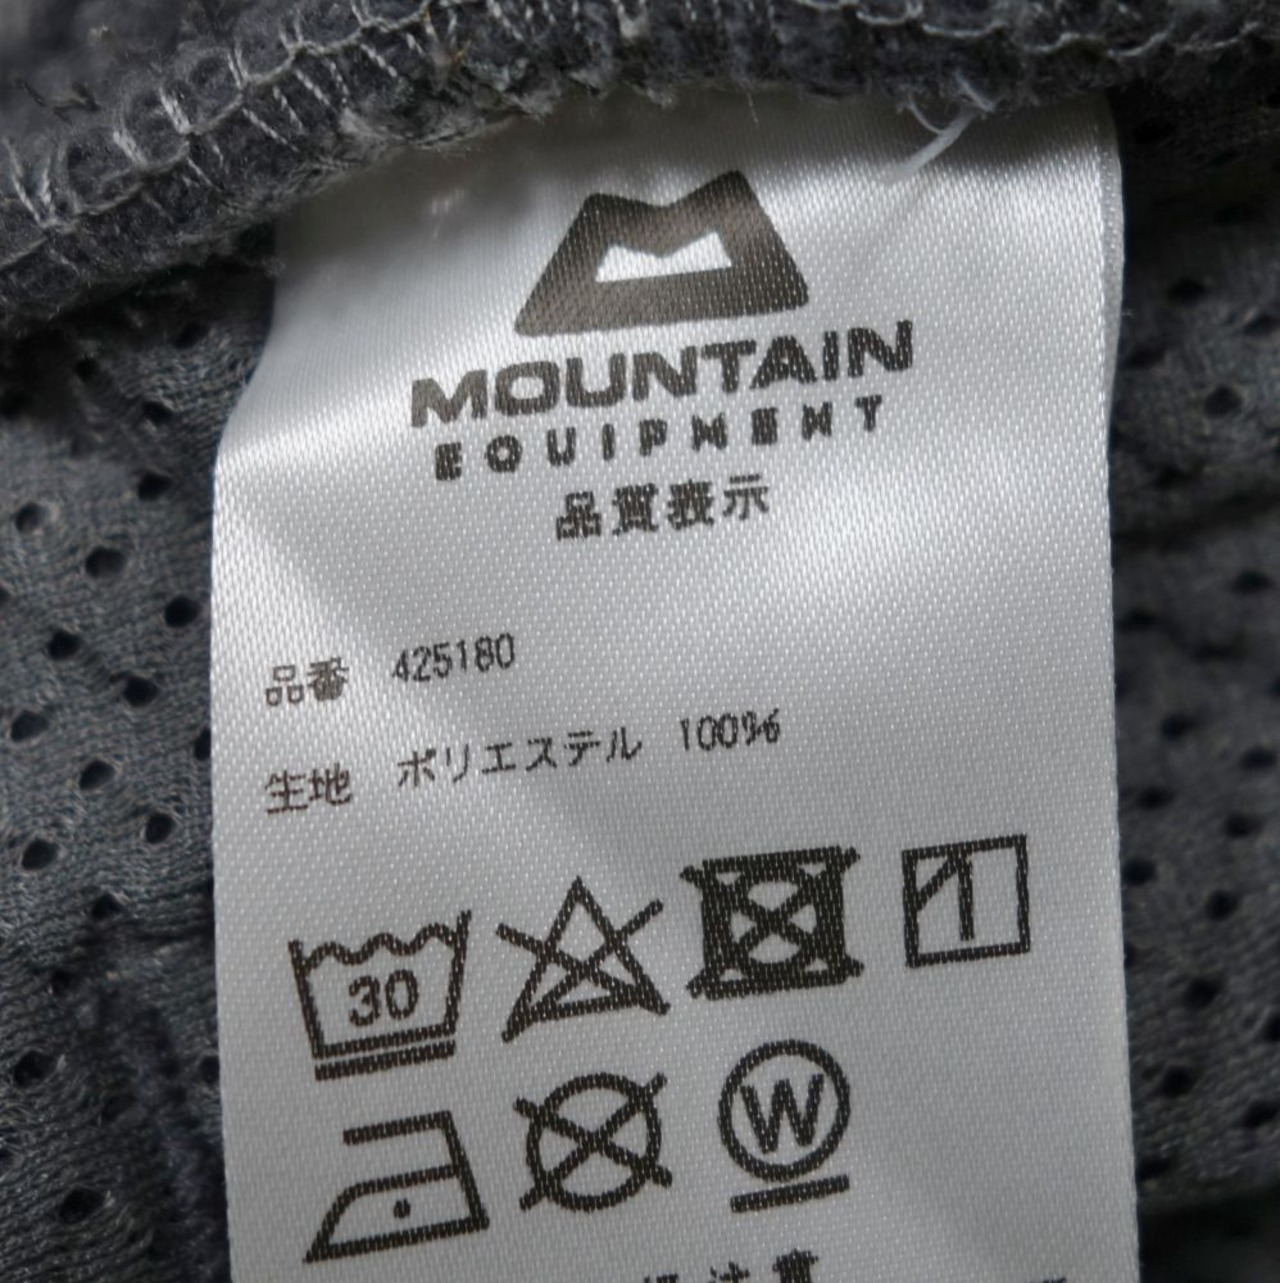 MOUNTAIN
EQUIPMENT
品質表示
品番 425180
生地 ポリエステル 100%
30
W